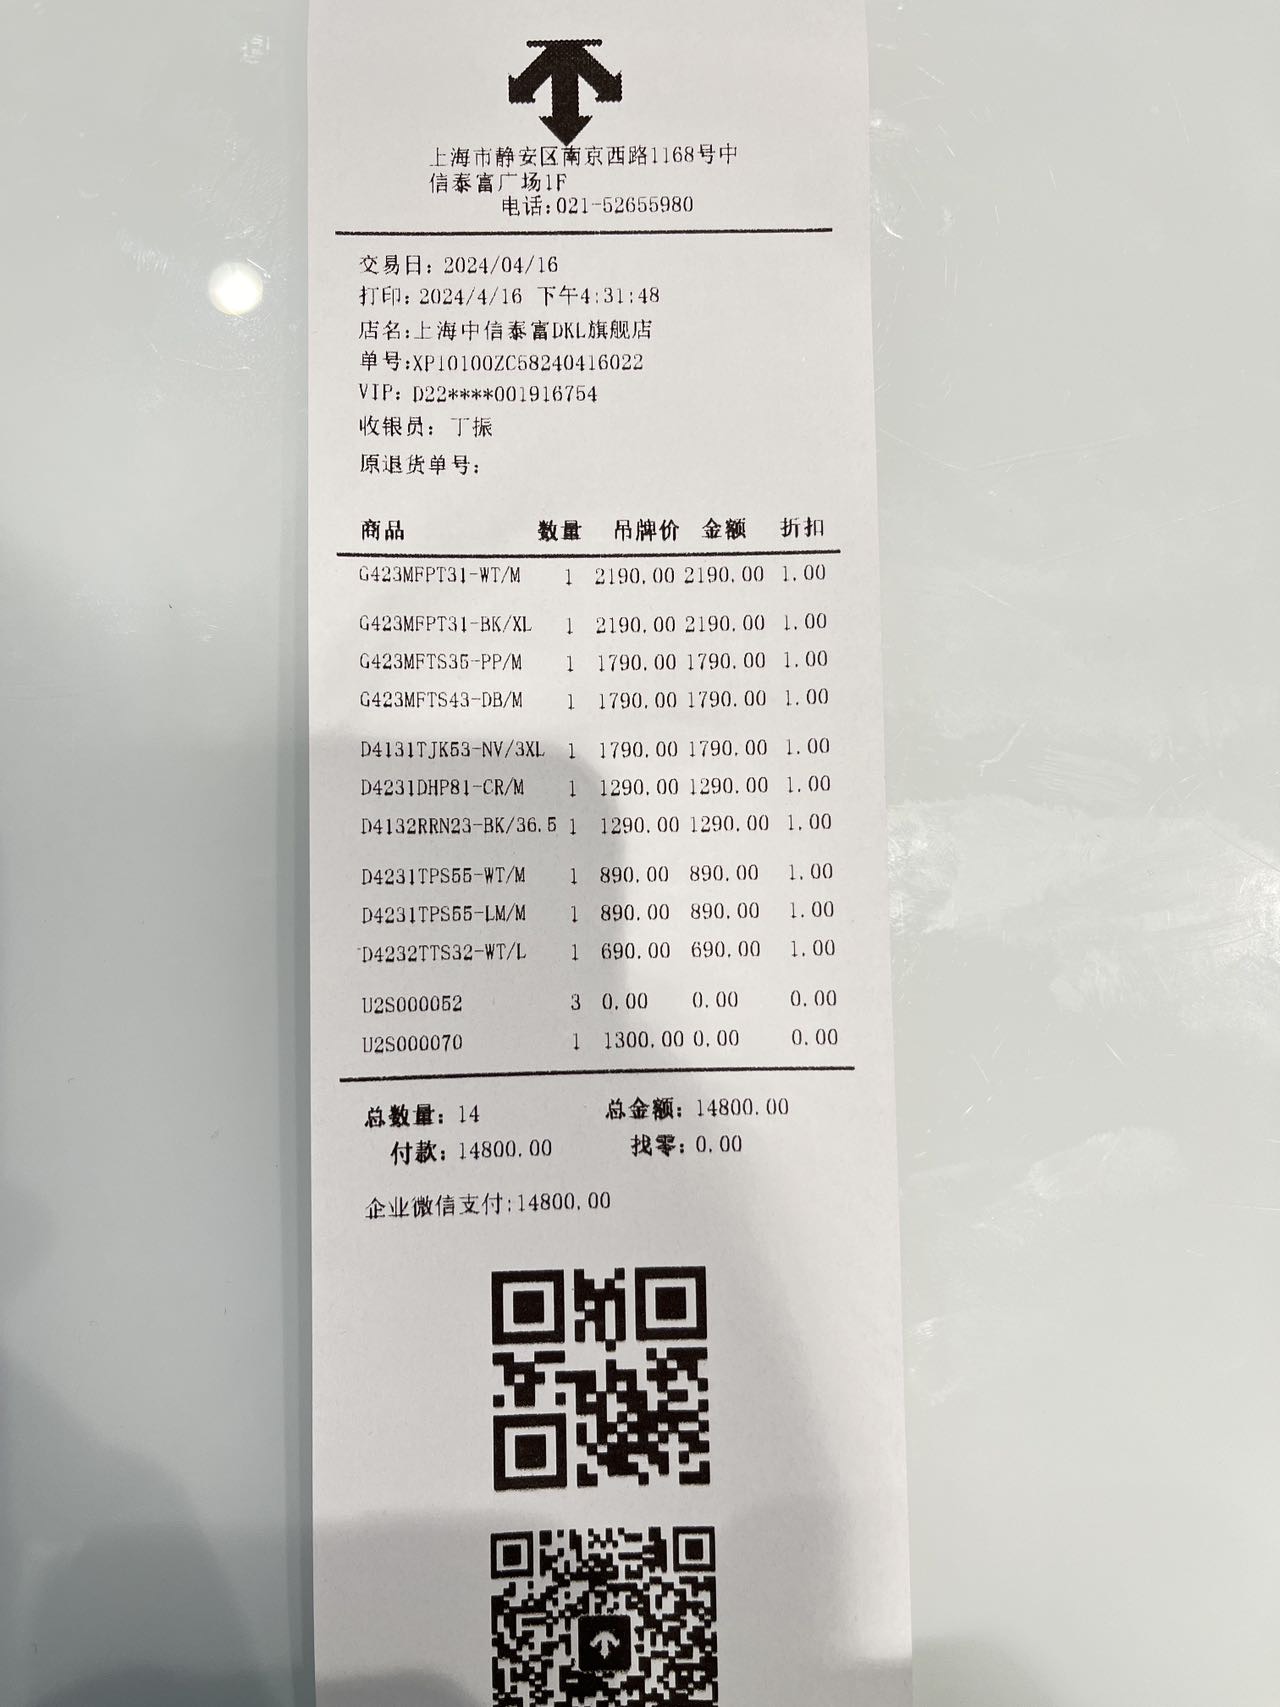 上海市静安区南京西路1168号中
信泰富广场1F
电话:021-52655980
交易日: 2024/04/16
打印: 2024/4/16 下午4:31:48
店名:上海中信泰富DKL旗舰店
单号:XP10100ZC58240416022
VIP: D22****001916754
收银员: 丁振
原退货单号:
商品 数量 吊牌价 金额 折扣
G423MFPT31-WT/M 1 2190.00 2190.00 1.00
G423MFPT31-BK/XL 1 2190.00 2190.00 1.00
G423MFTS35-PP/M 1 1790.00 1790.00 1.00
G423MFTS43-DB/M 1 1790.00 1790.00 1.00
D4131TJK53-NV/3XL 1 1790.00 1790.00 1.00
D4231DHP81-CR/M 1 1290.00 1290.00 1.00
D4132RRN23-BK/36.5 1 1290.00 1290.00 1.00
D4231TPS55-WT/M 1 890.00 890.00 1.00
D4231TPS55-LM/M 1 890.00 890.00 1.00
D4232TTS32-WT/L 1 690.00 690.00 1.00
U2S000052 3 0.00 0.00 0.00
U2S000070 1 1300.00 0.00 0.00
总数量: 14 总金额: 14800.00
付款: 14800.00 找零: 0.00
企业微信支付:14800.00